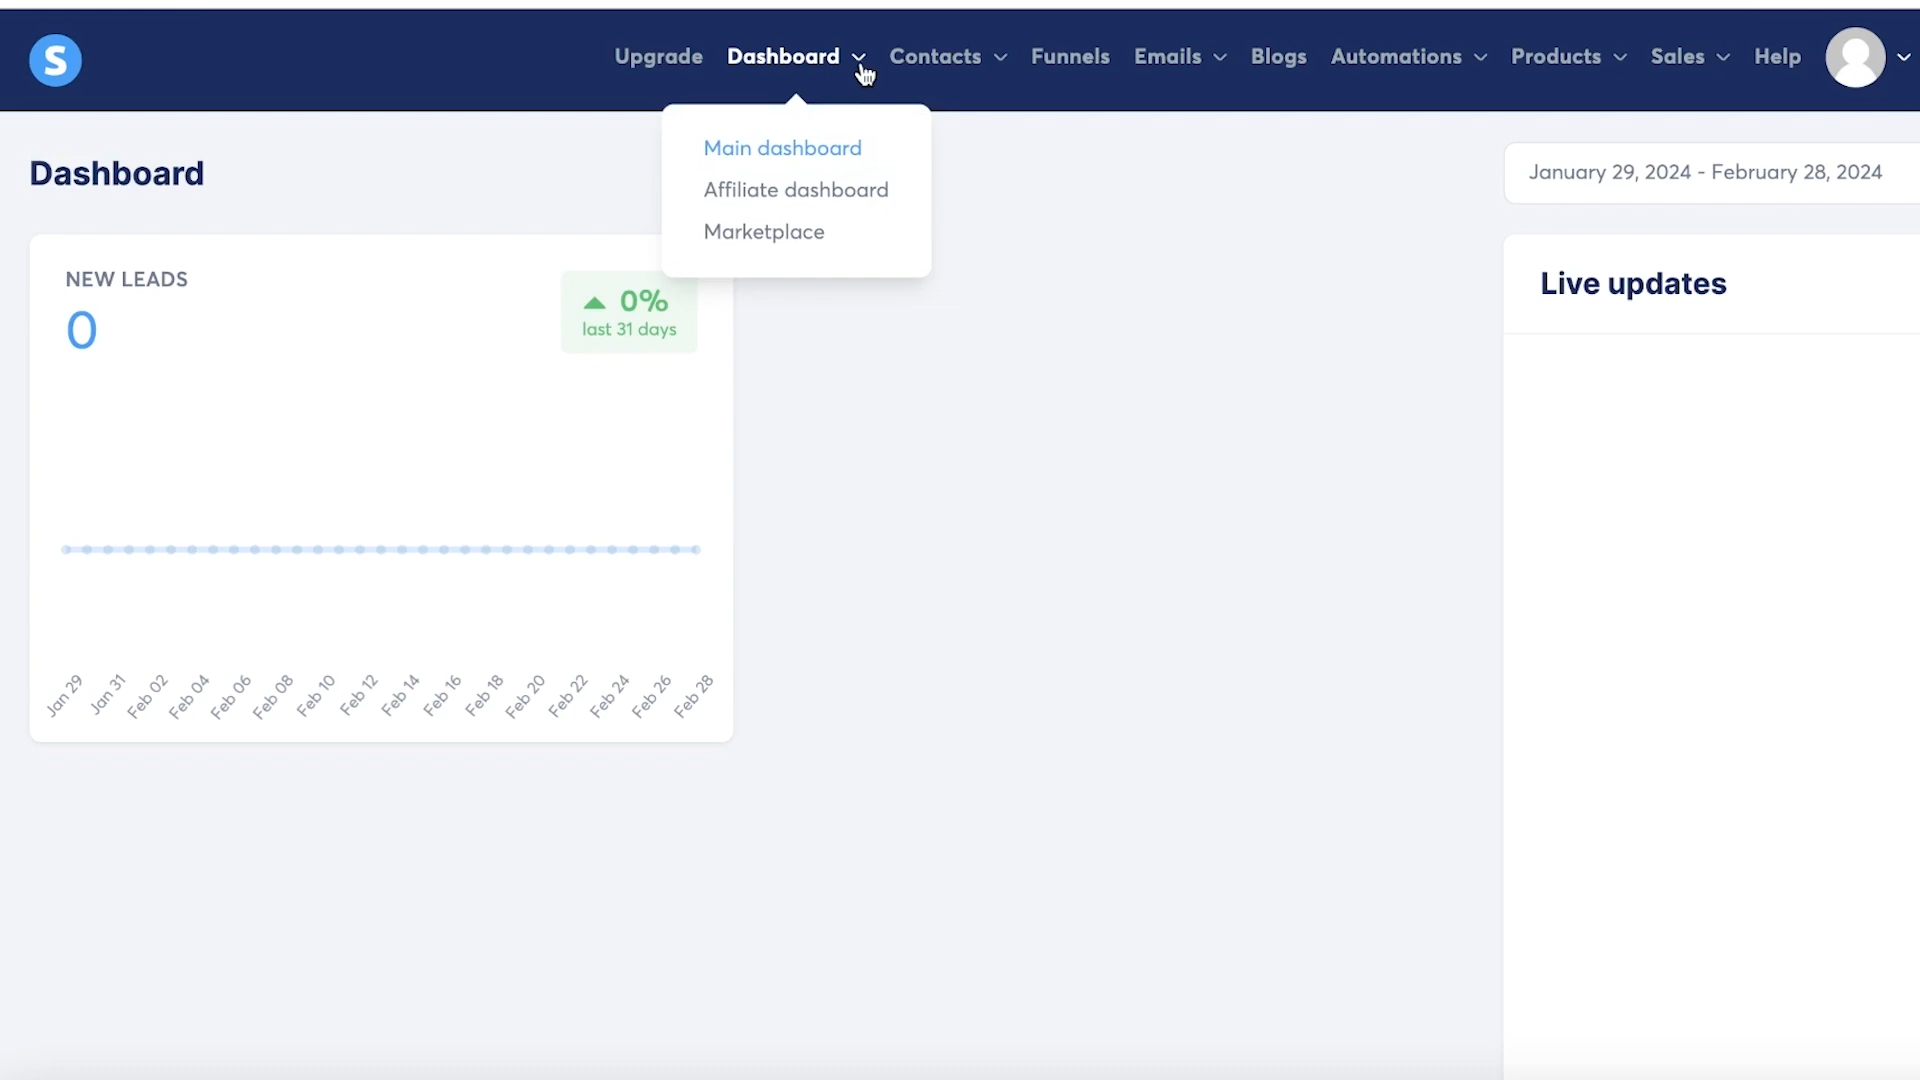 S
Upgrade Dashboard Contacts Funnels Emails Blogs Automations Products Sales Help
Main dashboard
Affiliate dashboard
Marketplace
Dashboard
January 29, 2024 - February 28, 2024
NEW LEADS
0
0%
last 31 days
Live updates
Jan 29 Jan 31 Feb 02 Feb 04 Feb 06 Feb 08 Feb 10 Feb 12 Feb 14 Feb 16 Feb 18 Feb 20 Feb 22 Feb 24 Feb 26 Feb 28